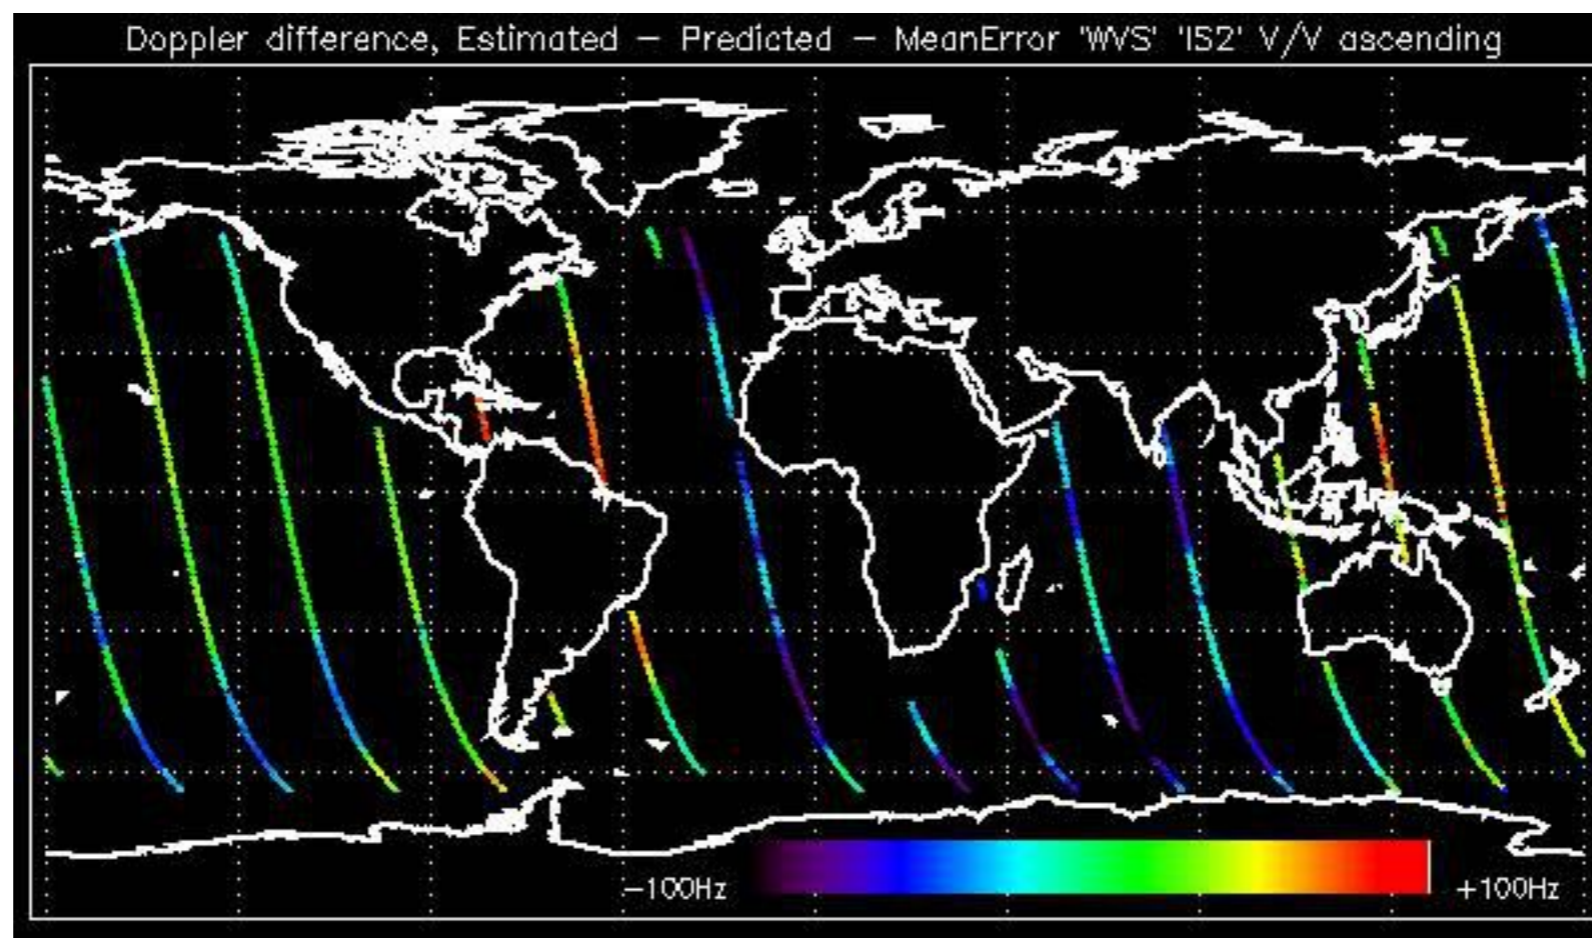 Doppler difference, Estimated — Predicted — MeanError 'WVS' 'IS2' V/V ascending
−100Hz +100Hz